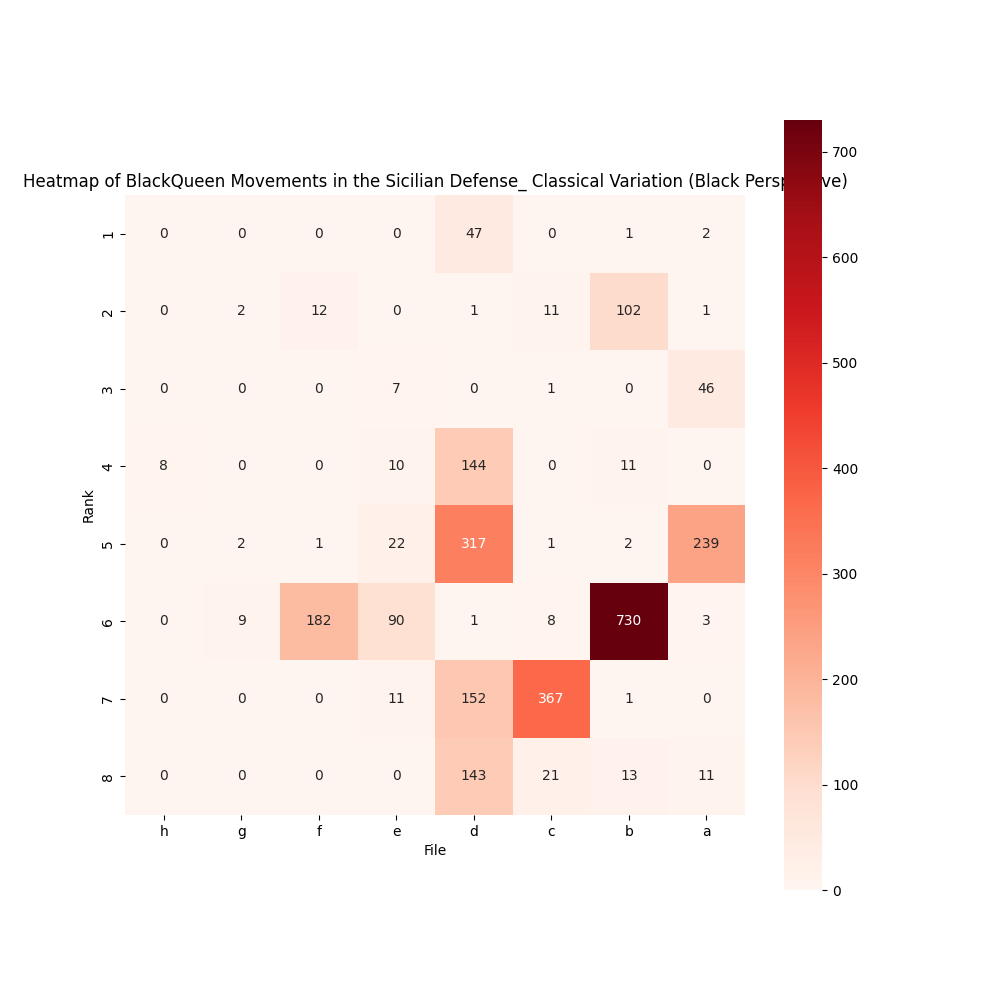 Heatmap of BlackQueen Movements in the Sicilian Defense_ Classical Variation (Black Perspective)
700
1 0 0 0 0 47 0 1 2
600
2 0 2 12 0 1 11 102 1
500
3 0 0 0 7 0 1 0 46
400
4 8 0 0 10 144 0 11 0
Rank
5 0 2 1 22 317 1 2 239
300
6 0 9 182 90 1 8 730 3
200
7 0 0 0 11 152 367 1 0
100
8 0 0 0 0 143 21 13 11
h g f e d c b a
File
0